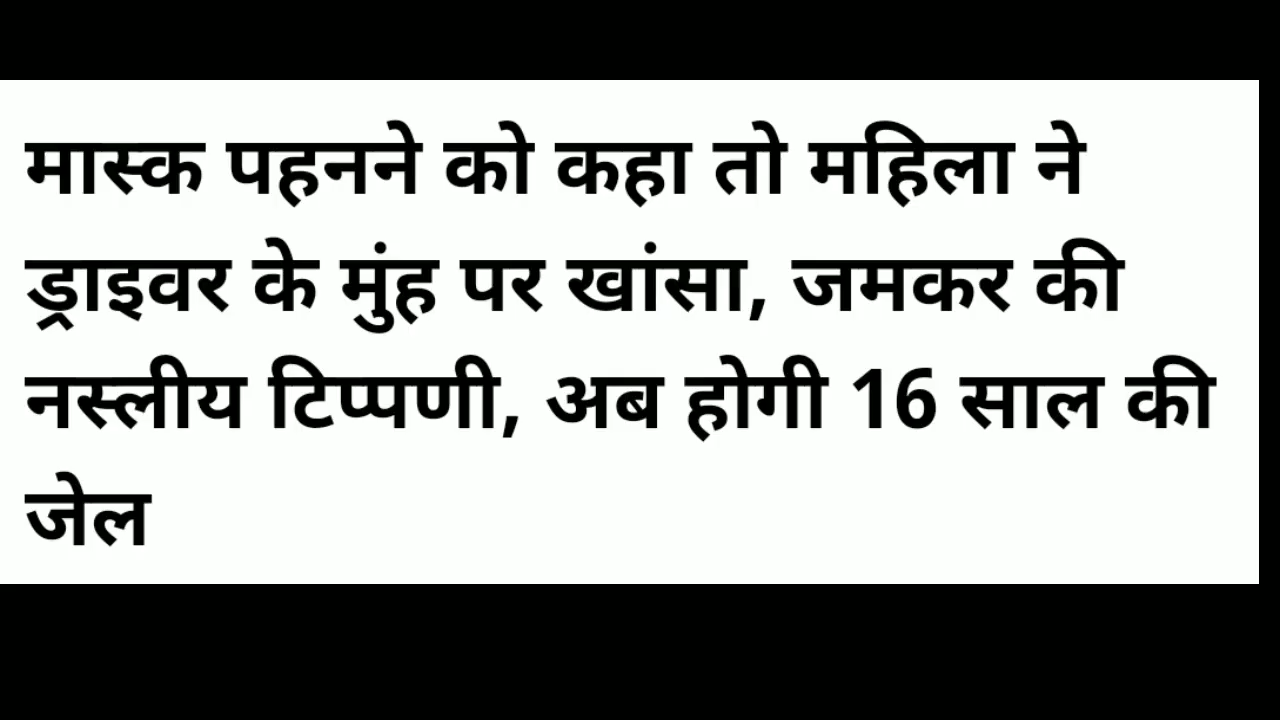 मास्क पहनने को कहा तो महिला ने
ड्राइवर के मुंह पर खांसा, जमकर की
नस्लीय टिप्पणी, अब होगी 16 साल की
जेल